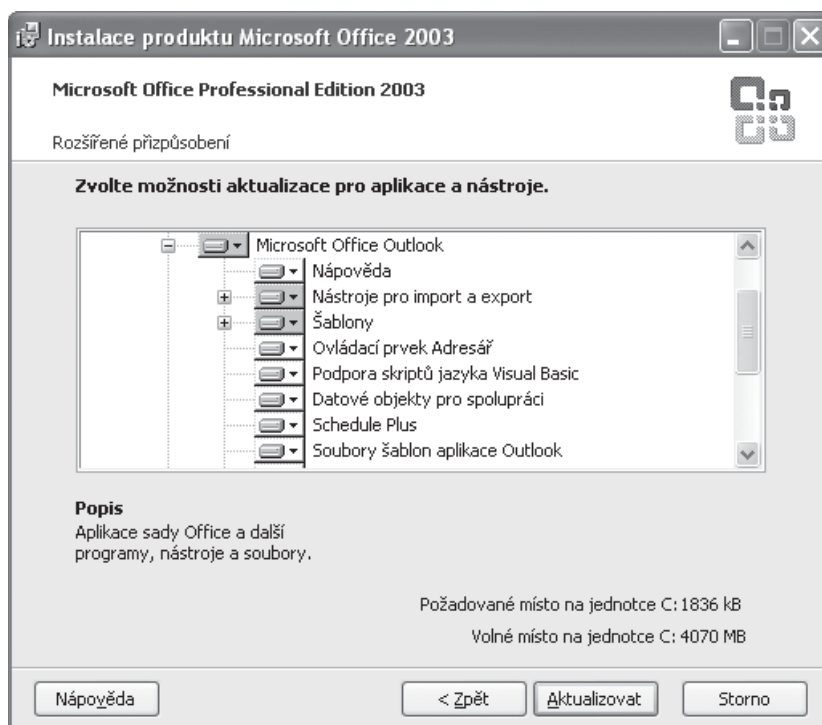 Instalace produktu Microsoft Office 2003
Microsoft Office Professional Edition 2003
Rozšířené přizpůsobení
Zvolte možnosti aktualizace pro aplikace a nástroje.
Microsoft Office Outlook
Nápověda
Nástroje pro import a export
Šablony
Ovládací prvek Adresář
Podpora skriptů jazyka Visual Basic
Datové objekty pro spolupráci
Schedule Plus
Soubory šablon aplikace Outlook
Popis
Aplikace sady Office a další
programy, nástroje a soubory.
Požadované místo na jednotce C: 1836 kB
Volné místo na jednotce C: 4070 MB
Nápověda < Zpět Aktualizovat Storno